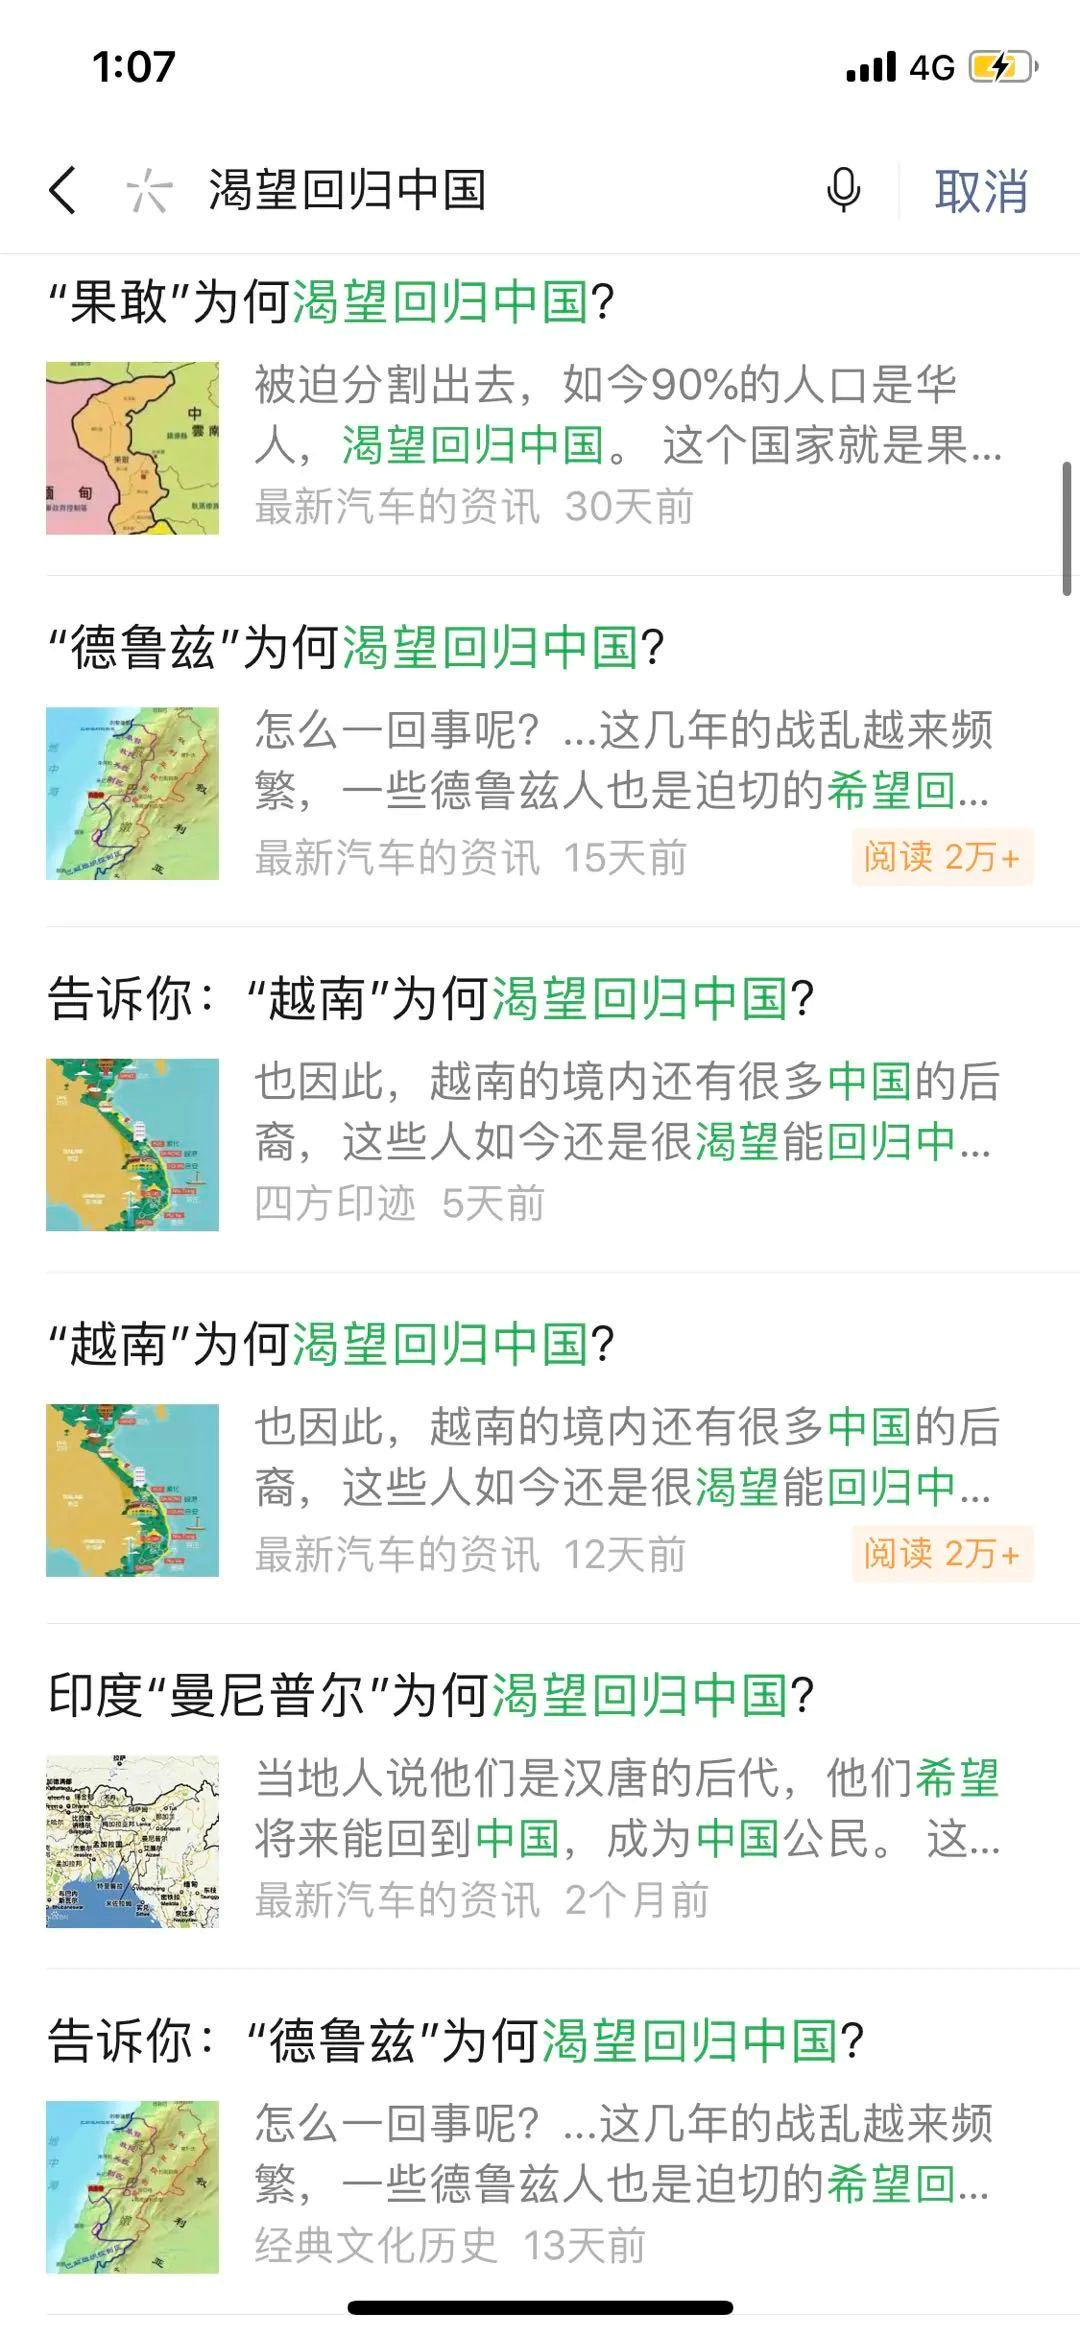 1:07
4G
渴望回归中国
取消
“果敢”为何渴望回归中国?
被迫分割出去，如今90%的人口是华
人，渴望回归中国。这个国家就是果...
最新汽车的资讯 30天前
“德鲁兹”为何渴望回归中国?
怎么一回事呢？...这几年的战乱越来频
繁，一些德鲁兹人也是迫切的希望回...
最新汽车的资讯 15天前
阅读 2万+
告诉你：“越南”为何渴望回归中国?
也因此，越南的境内还有很多中国的后
裔，这些人如今还是很渴望能回归中...
四方印迹 5天前
“越南”为何渴望回归中国?
也因此，越南的境内还有很多中国的后
裔，这些人如今还是很渴望能回归中...
最新汽车的资讯 12天前
阅读 2万+
印度“曼尼普尔”为何渴望回归中国?
当地人说他们是汉唐的后代，他们希望
将来能回到中国，成为中国公民。这...
最新汽车的资讯 2个月前
告诉你：“德鲁兹”为何渴望回归中国?
怎么一回事呢？...这几年的战乱越来频
繁，一些德鲁兹人也是迫切的希望回...
经典文化历史 13天前